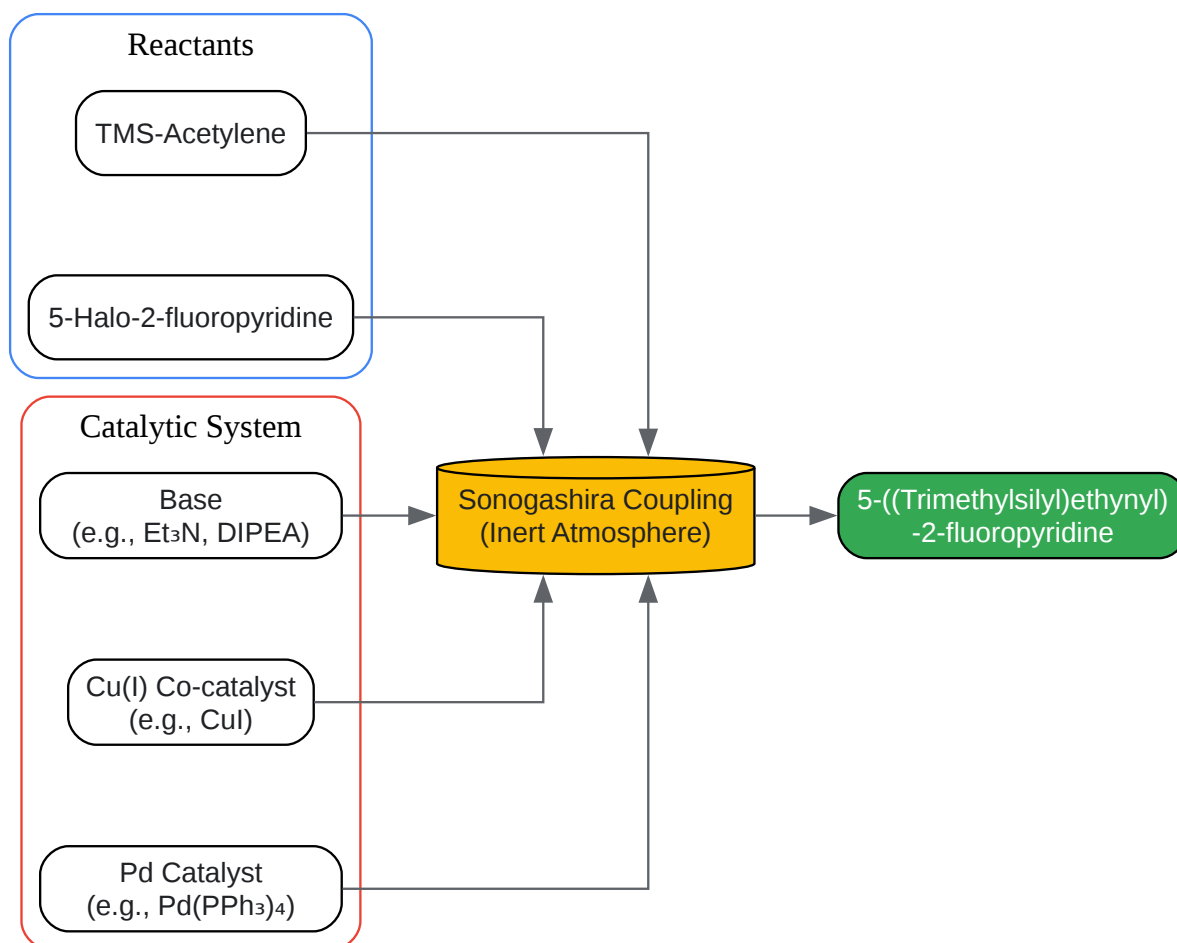 Reactants
TMS-Acetylene
5-Halo-2-fluoropyridine
Catalytic System
Base
(e.g., Et₃N, DIPEA)
Cu(I) Co-catalyst
(e.g., CuI)
Pd Catalyst
(e.g., Pd(PPh₃)₄)
Sonogashira Coupling
(Inert Atmosphere)
5-((Trimethylsilyl)ethynyl)
-2-fluoropyridine